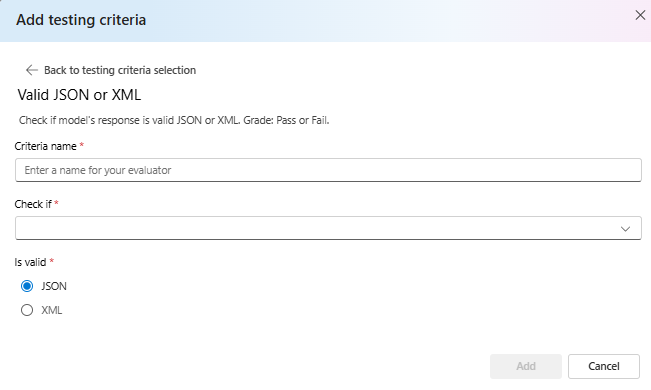 Add testing criteria
Back to testing criteria selection
Valid JSON or XML
Check if model's response is valid JSON or XML. Grade: Pass or Fail.
Criteria name *
Enter a name for your evaluator
Check if *
Is valid *
JSON
XML
Add Cancel